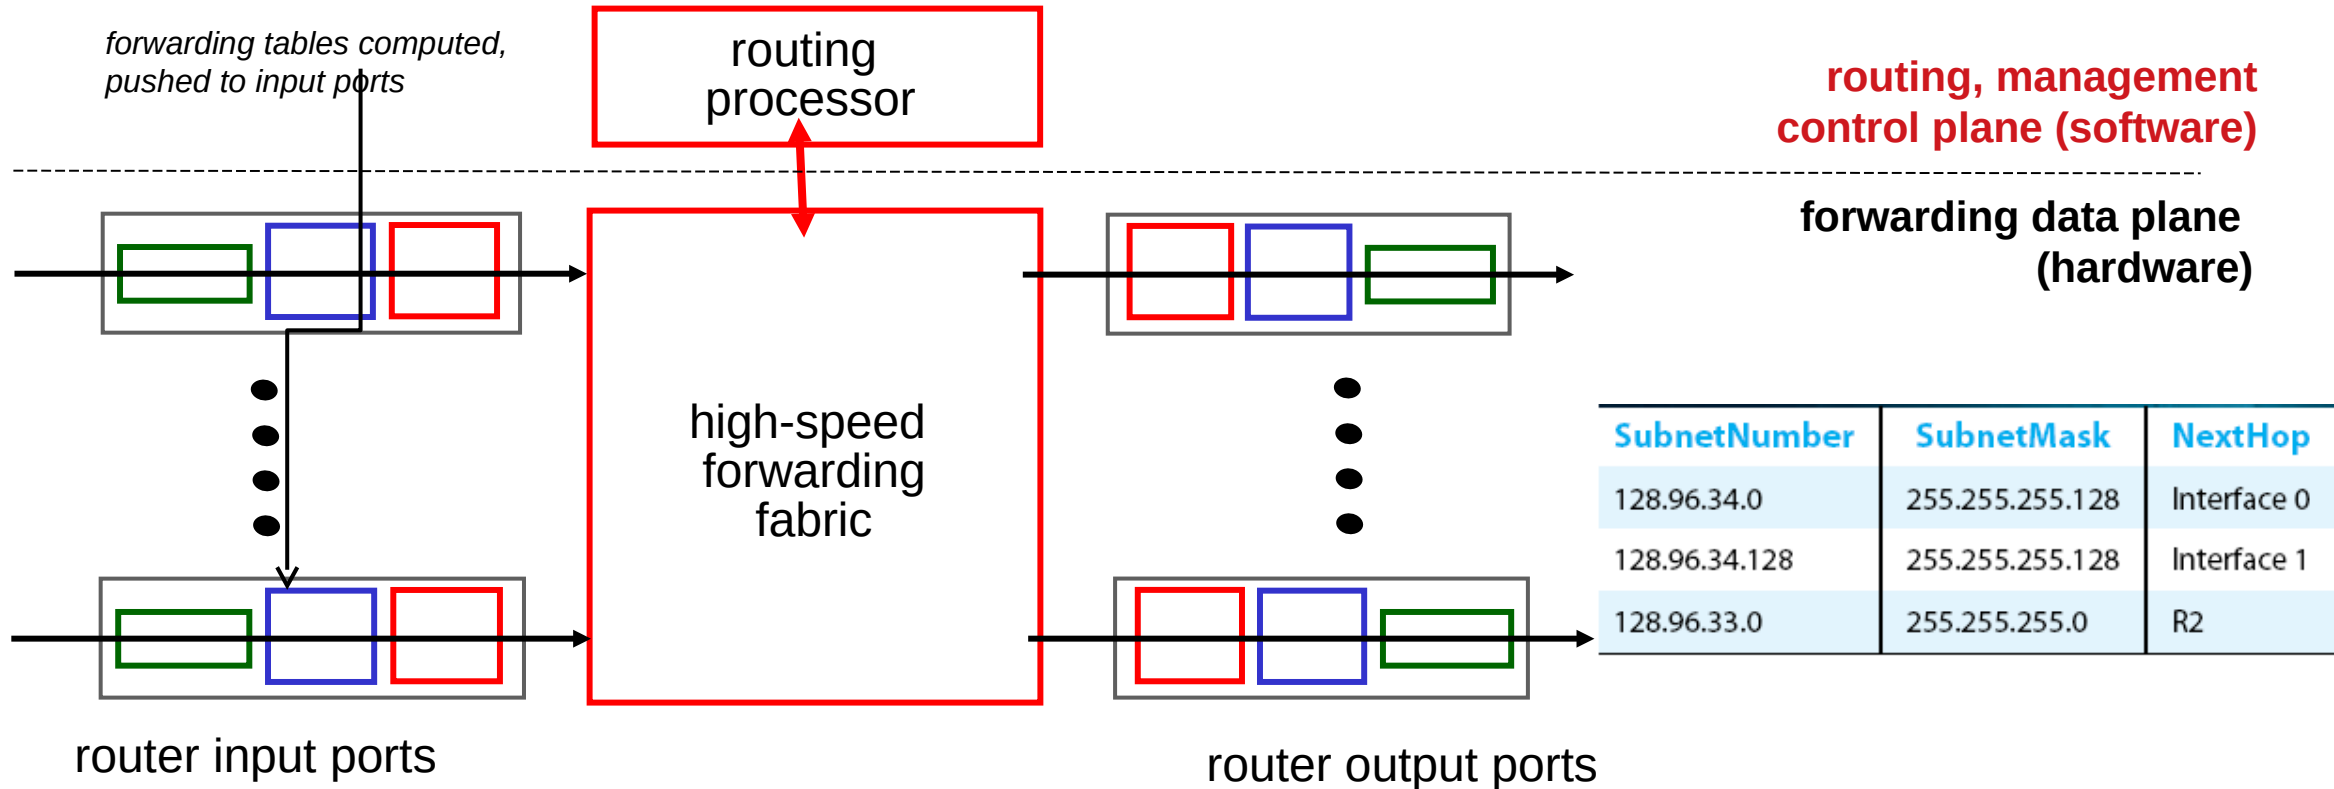 forwarding tables computed,
pushed to input ports
routing
processor
routing, management
control plane (software)
forwarding data plane
(hardware)
high-speed
forwarding
fabric
SubnetNumber SubnetMask NextHop
128.96.34.0 255.255.255.128 Interface 0
128.96.34.128 255.255.255.128 Interface 1
128.96.33.0 255.255.255.0 R2
router input ports
router output ports